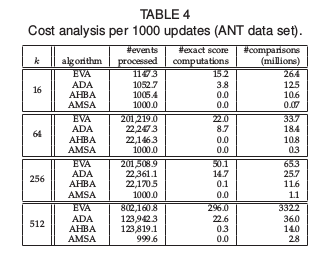 TABLE 4
Cost analysis per 1000 updates (ANT data set).
k algorithm #events processed #exact score computations #comparisons (millions)
16 EVA 1147.3 15.2 26.4
ADA 1052.7 3.8 12.5
AHBA 1005.4 0.0 10.6
AMSA 1000.0 0.0 0.07
64 EVA 201,219.0 22.0 33.7
ADA 22,247.3 8.7 18.4
AHBA 22,146.3 0.0 10.8
AMSA 1000.0 0.0 0.3
256 EVA 201,508.9 50.1 65.3
ADA 22,361.1 14.7 25.7
AHBA 22,170.5 0.1 11.6
AMSA 1000.0 0.0 1.1
512 EVA 802,160.8 296.0 332.2
ADA 123,942.3 22.6 36.0
AHBA 123,819.1 0.3 14.0
AMSA 999.6 0.0 2.8